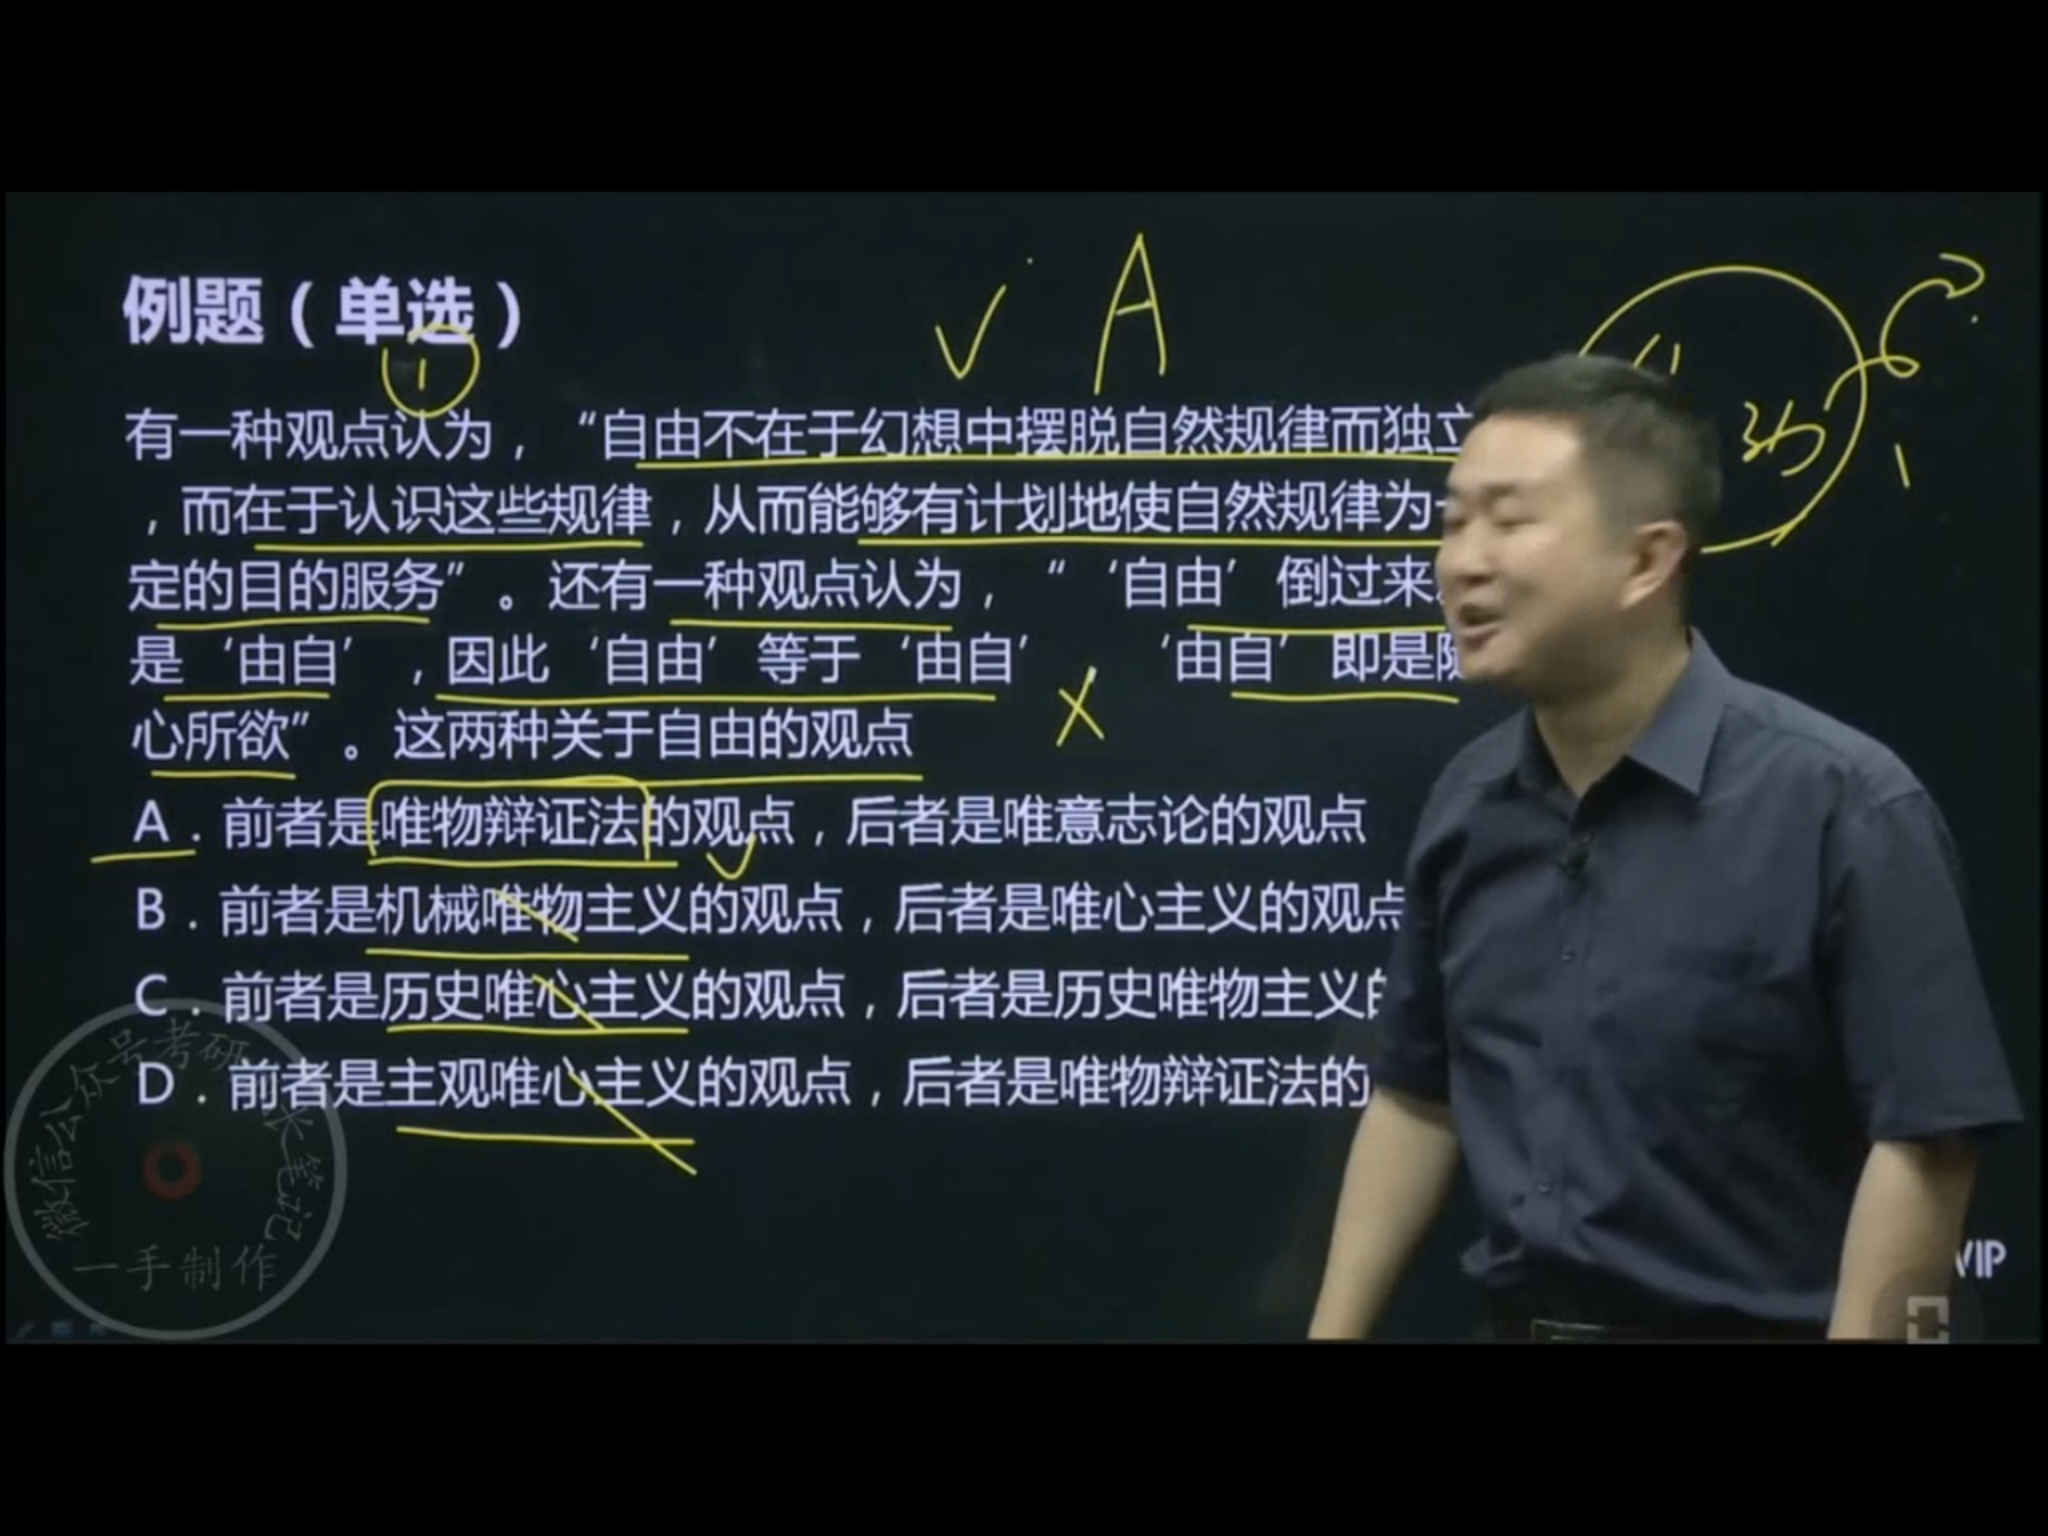 例题（单选）
✓ A
1
有一种观点认为，“自由不在于幻想中摆脱自然规律而独立
，而在于认识这些规律，从而能够有计划地使自然规律为
定的目的服务”。还有一种观点认为，“‘自由’倒过来
是‘由自’，因此‘自由’等于‘由自’ ‘由自’即是
心所欲”。这两种关于自由的观点
A．前者是唯物辩证法的观点，后者是唯意志论的观点
B．前者是机械唯物主义的观点，后者是唯心主义的观点
C．前者是历史唯心主义的观点，后者是历史唯物主义的
D．前者是主观唯心主义的观点，后者是唯物辩证法的
微信公众号考研 水笔记
一手制作
VIP